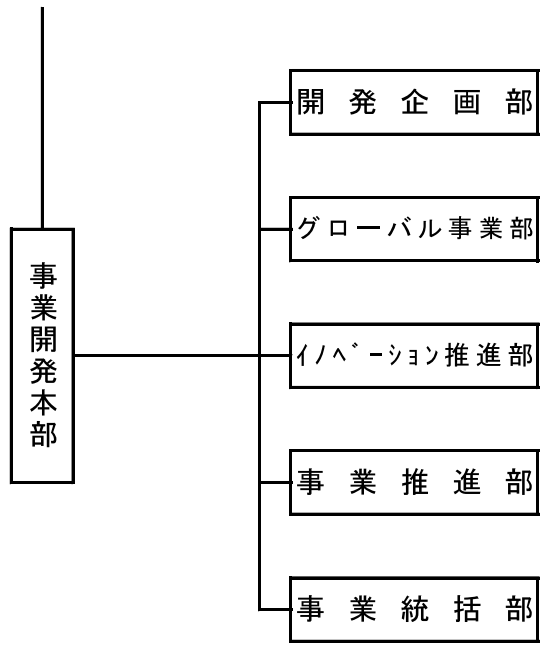 開発企画部
グローバル事業部
事業開発本部
ｲﾉﾍﾞｰｼｮﾝ推進部
事業推進部
事業統括部